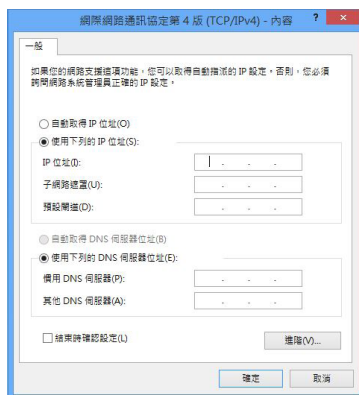 網際網路通訊協定第 4 版 (TCP/IPv4) - 內容
一般
如果您的網路支援這項功能，您可以取得自動指派的 IP 設定。否則，您必須
詢問網路系統管理員正確的 IP 設定。
自動取得 IP 位址(O)
使用下列的 IP 位址(S):
IP 位址(I):
子網路遮罩(U):
預設閘道(D):
自動取得 DNS 伺服器位址(B)
使用下列的 DNS 伺服器位址(E):
慣用 DNS 伺服器(P):
其他 DNS 伺服器(A):
結束時確認設定(L)
進階(V)...
確定
取消